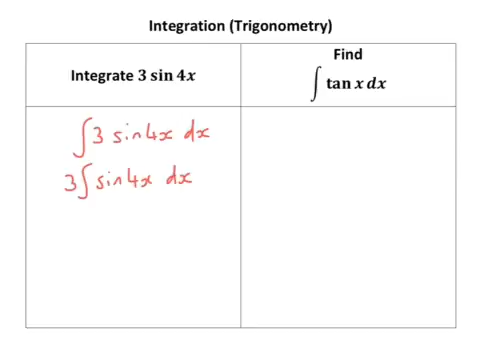 Integration (Trigonometry)
Integrate 3 sin 4x
Find
∫ tan x dx
∫3 sin4x dx
3∫sin4x dx